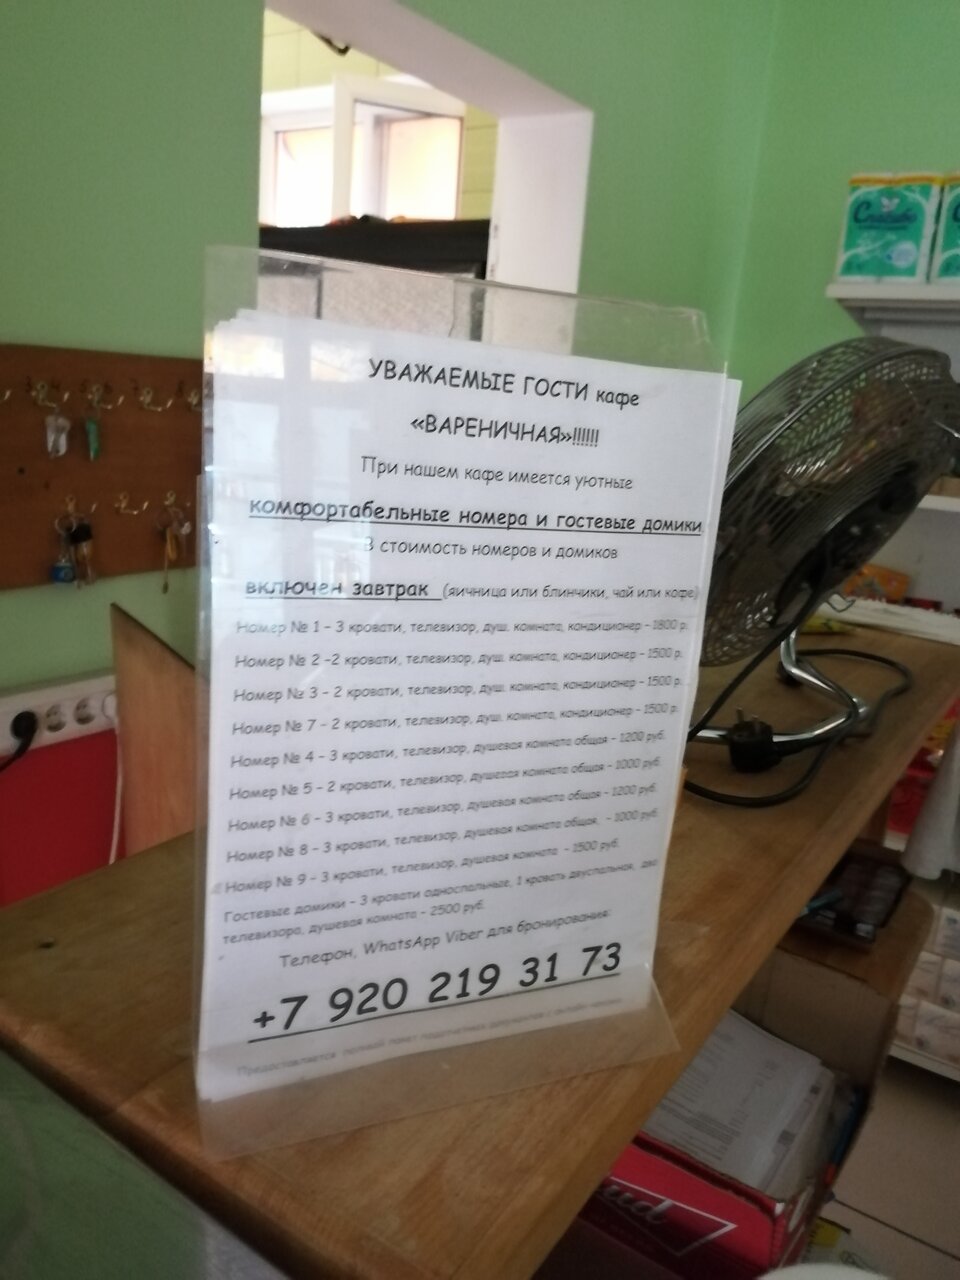 УВАЖАЕМЫЕ ГОСТИ кафе
«ВАРЕНИЧНАЯ»!!!!!!
При нашем кафе имеется уютные
комфортабельные номера и гостевые домики
В стоимость номеров и домиков
включен завтрак (яичница или блинчики, чай или кофе)
Номер № 1 – 3 кровати, телевизор, душ. комната, кондиционер – 1800 р.
Номер № 2 –2 кровати, телевизор, душ. комната, кондиционер – 1500 р.
Номер № 3 – 2 кровати, телевизор, душ. комната, кондиционер – 1500 р.
Номер № 7 – 2 кровати, телевизор, душ. комната, кондиционер – 1500 р.
Номер № 4 – 3 кровати, телевизор, душевая комната общая – 1200 руб.
Номер № 5 – 2 кровати, телевизор, душевая комната общая – 1000 руб.
Номер № 6 – 3 кровати, телевизор, душевая комната общая – 1200 руб.
Номер № 8 – 3 кровати, телевизор, душевая комната общая. – 1000 руб.
Номер № 9 – 3 кровати, телевизор, душевая комната – 1500 руб.
Гостевые домики – 3 кровати односпальные, 1 кровать двуспальная, два
телевизора, душевая комната – 2500 руб.
Телефон, WhatsApp Viber для бронирования:
+7 920 219 31 73
Предоставляется полный пакет